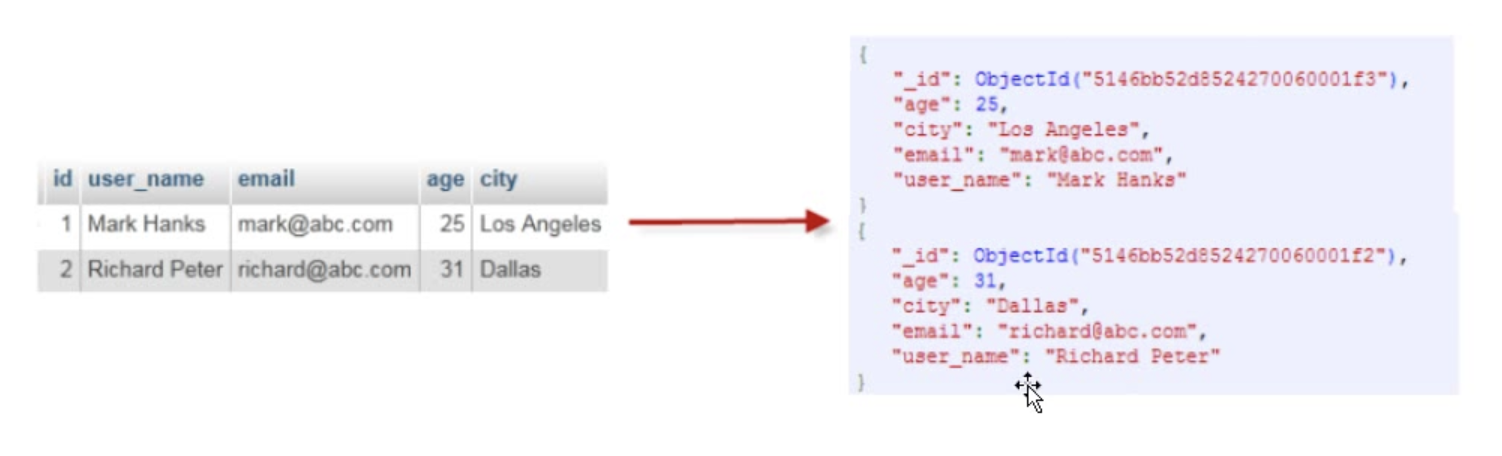 id user_name email age city
1 Mark Hanks mark@abc.com 25 Los Angeles
2 Richard Peter richard@abc.com 31 Dallas
{
"_id": ObjectId("5146bb52d8524270060001f3"),
"age": 25,
"city": "Los Angeles",
"email": "mark@abc.com",
"user_name": "Mark Hanks"
}
{
"_id": ObjectId("5146bb52d8524270060001f2"),
"age": 31,
"city": "Dallas",
"email": "richard@abc.com",
"user_name": "Richard Peter"
}